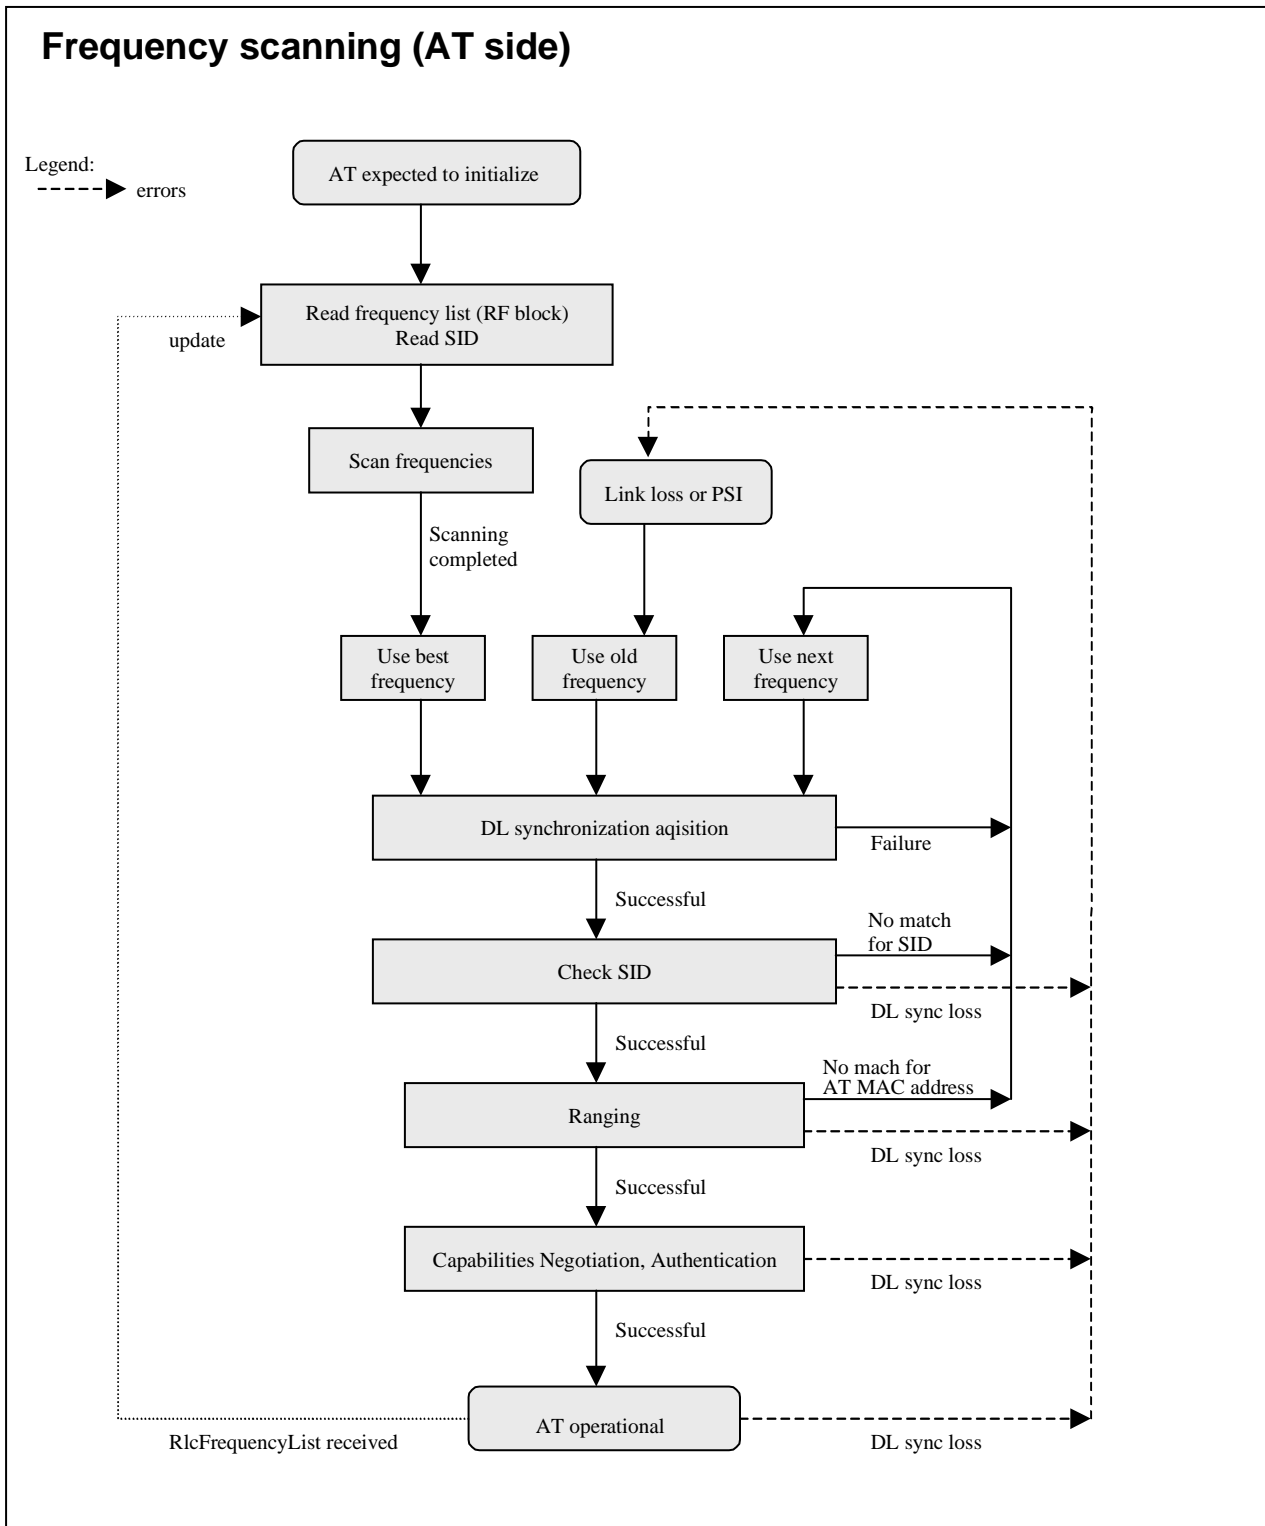 Frequency scanning (AT side)
Legend:
errors
AT expected to initialize
Read frequency list (RF block)
Read SID
update
Scan frequencies
Link loss or PSI
Scanning
completed
Use best
frequency
Use old
frequency
Use next
frequency
DL synchronization aqisition
Failure
Successful
No match
for SID
Check SID
DL sync loss
Successful
No mach for
AT MAC address
Ranging
DL sync loss
Successful
Capabilities Negotiation, Authentication
DL sync loss
Successful
AT operational
RlcFrequencyList received
DL sync loss